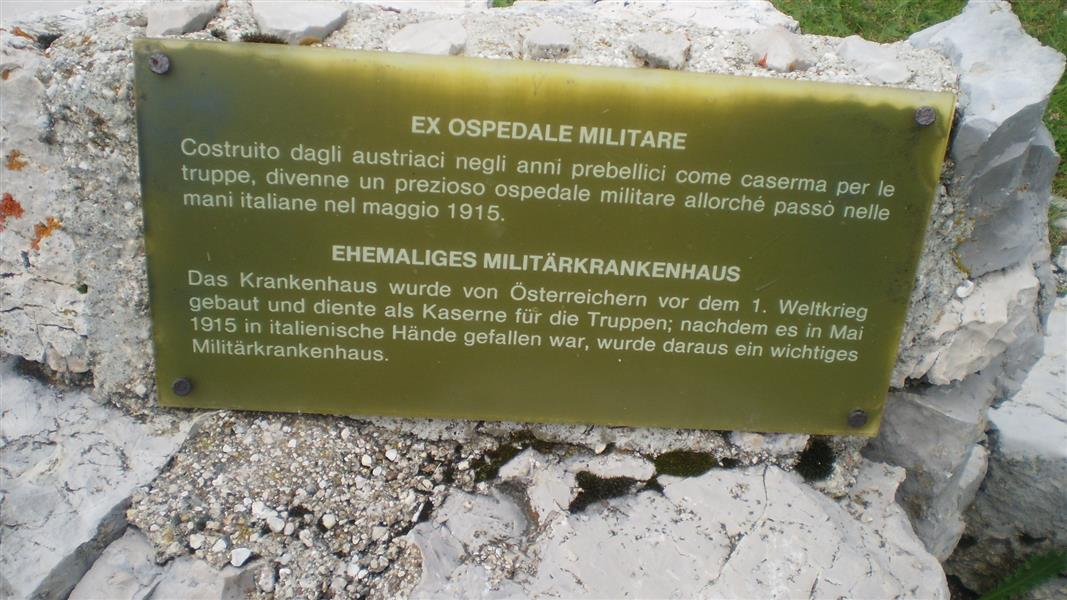 EX OSPEDALE MILITARE
Costruito dagli austriaci negli anni prebellici come caserma per le
truppe, divenne un prezioso ospedale militare allorché passò nelle
mani italiane nel maggio 1915.
EHEMALIGES MILITÄRKRANKENHAUS
Das Krankenhaus wurde von Österreichern vor dem 1. Weltkrieg
gebaut und diente als Kaserne für die Truppen; nachdem es in Mai
1915 in italienische Hände gefallen war, wurde daraus ein wichtiges
Militärkrankenhaus.